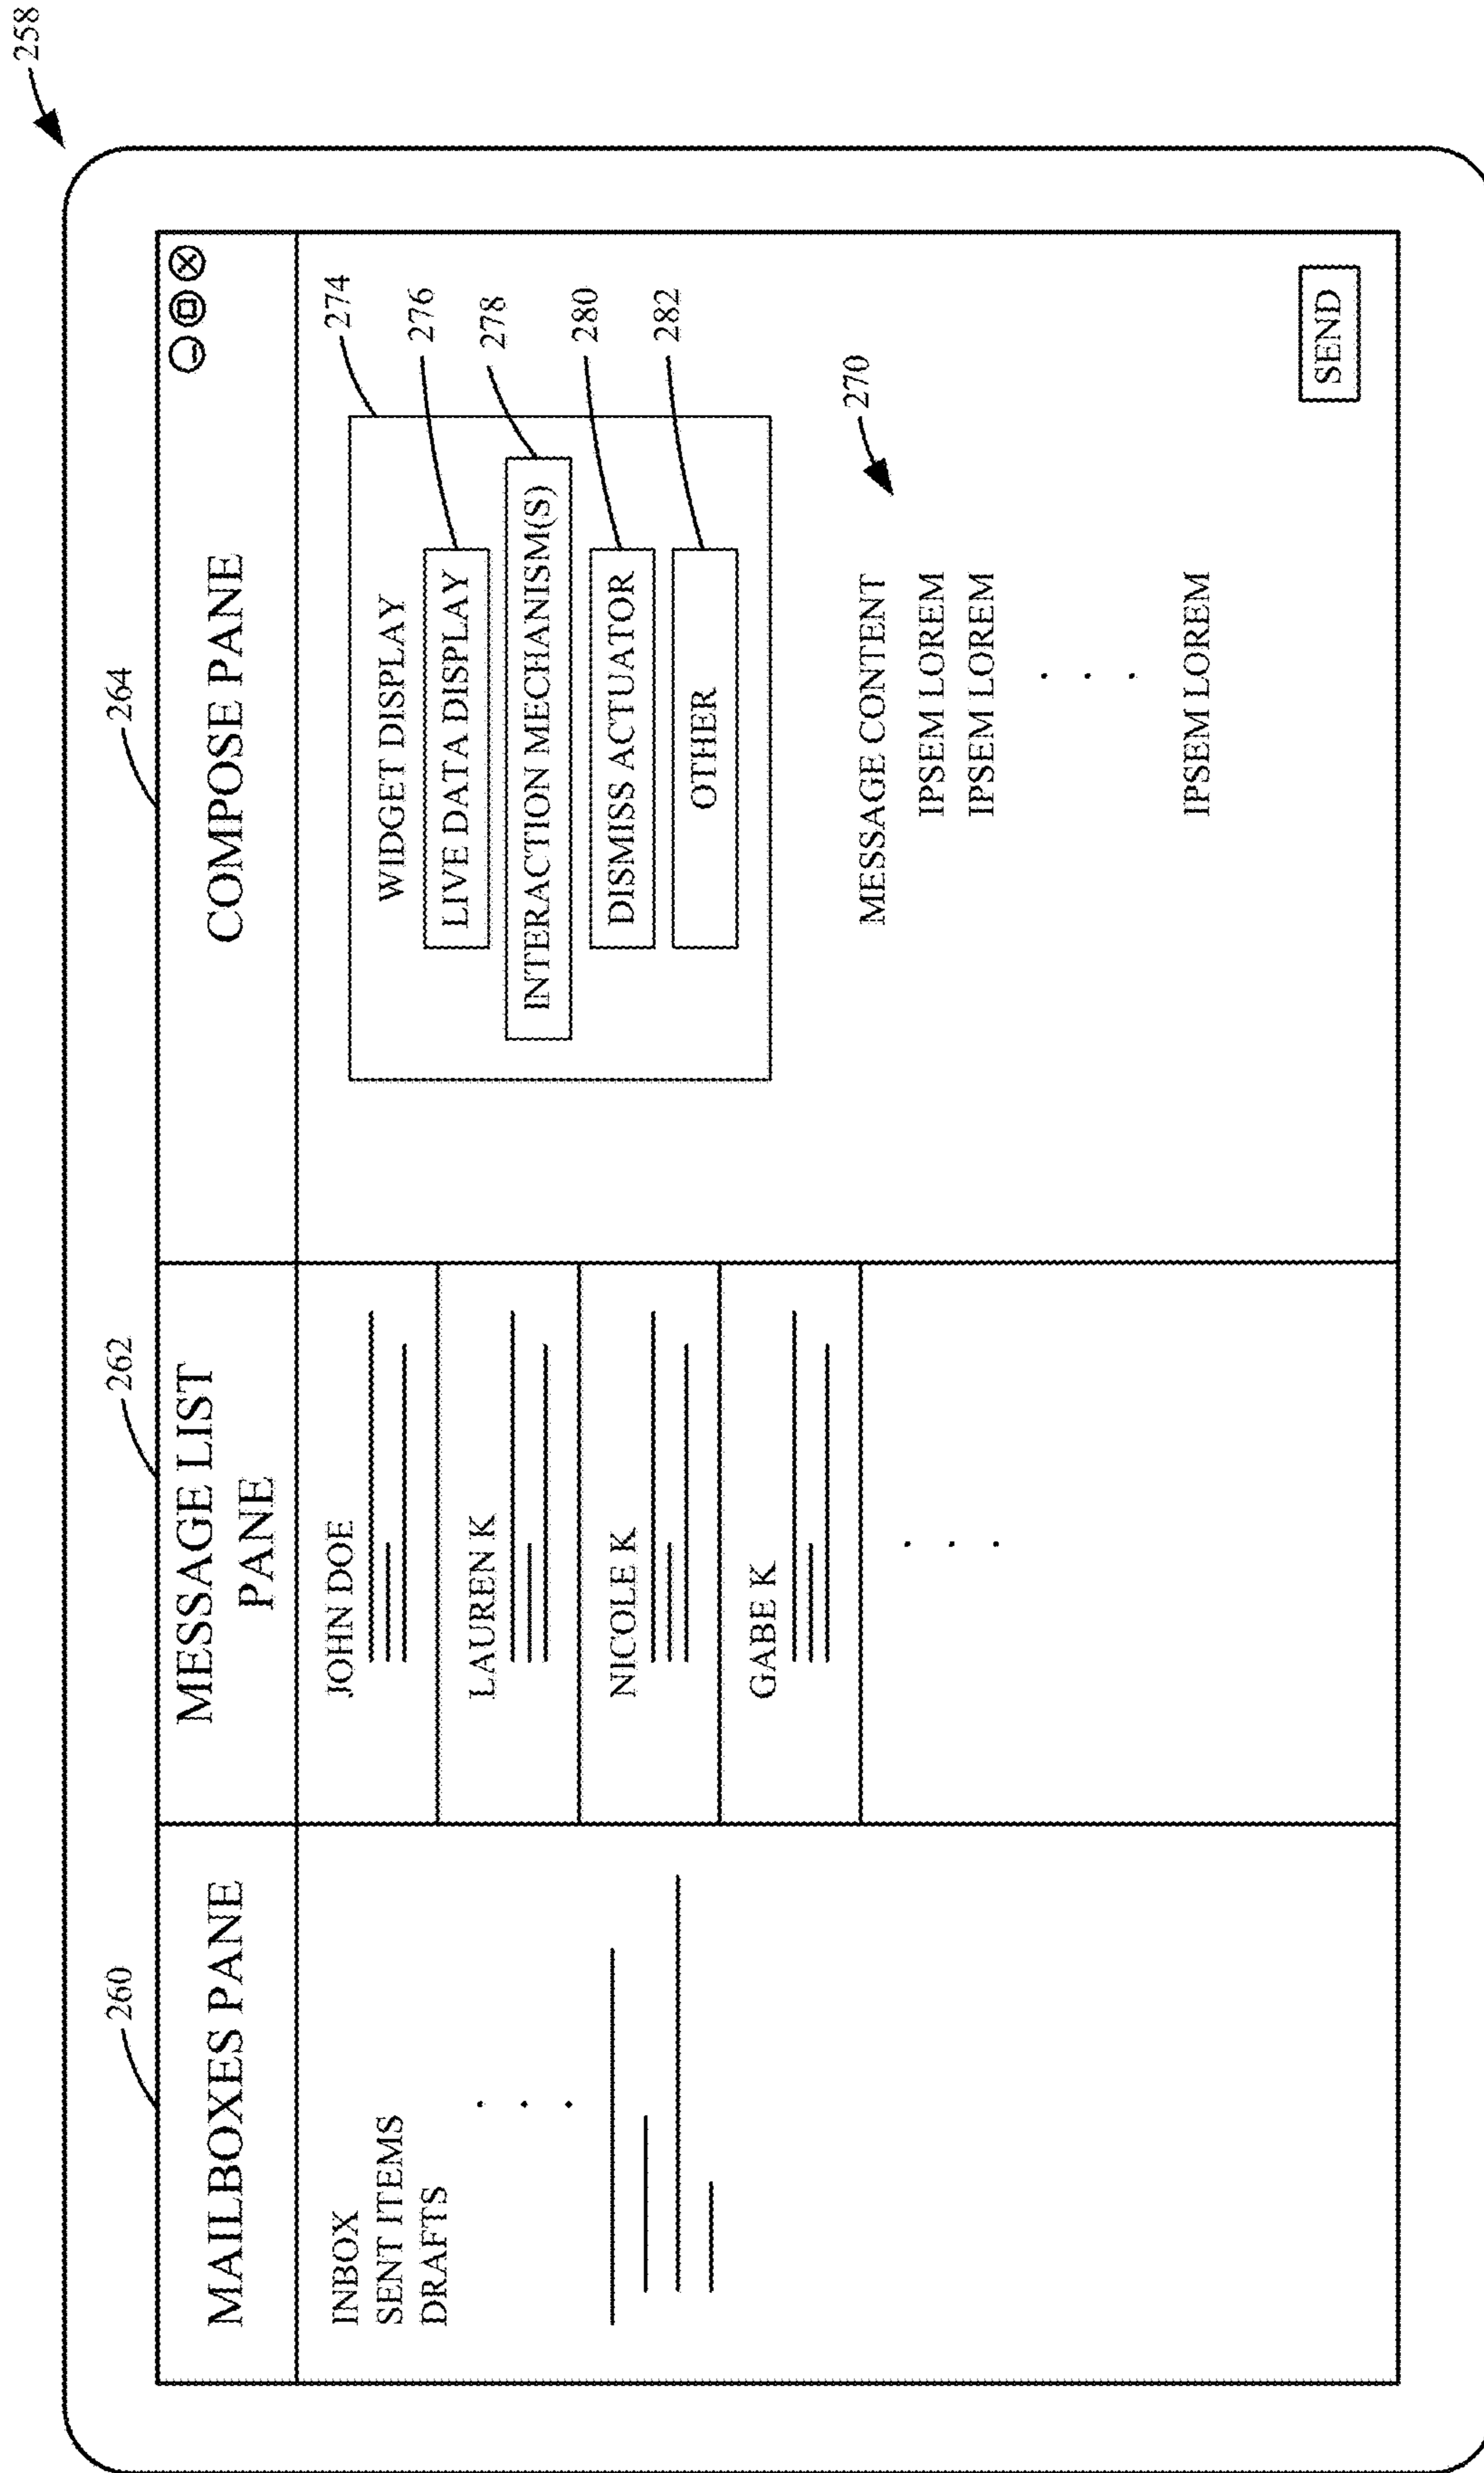 258
260
262
264
MAILBOXES PANE
MESSAGE LIST
PANE
COMPOSE PANE
INBOX
SENT ITEMS
DRAFTS
JOHN DOE
LAUREN K
NICOLE K
GABE K
274
WIDGET DISPLAY
276
LIVE DATA DISPLAY
278
INTERACTION MECHANISM(S)
280
DISMISS ACTUATOR
282
OTHER
270
MESSAGE CONTENT
IPSEM LOREM
IPSEM LOREM
IPSEM LOREM
SEND